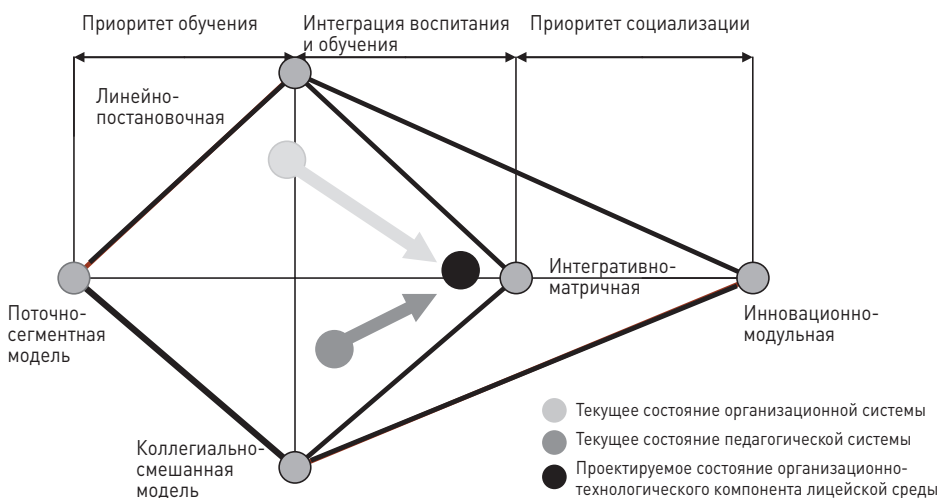 Приоритет обучения
Интеграция воспитания
и обучения
Приоритет социализации
Линейно-
постановочная
Интегративно-
матричная
Поточно-
сегментная
модель
Инновационно-
модульная
Коллегиально-
смешанная
модель
Текущее состояние организационной системы
Текущее состояние педагогической системы
Проектируемое состояние организационно-
технологического компонента лицейской среды